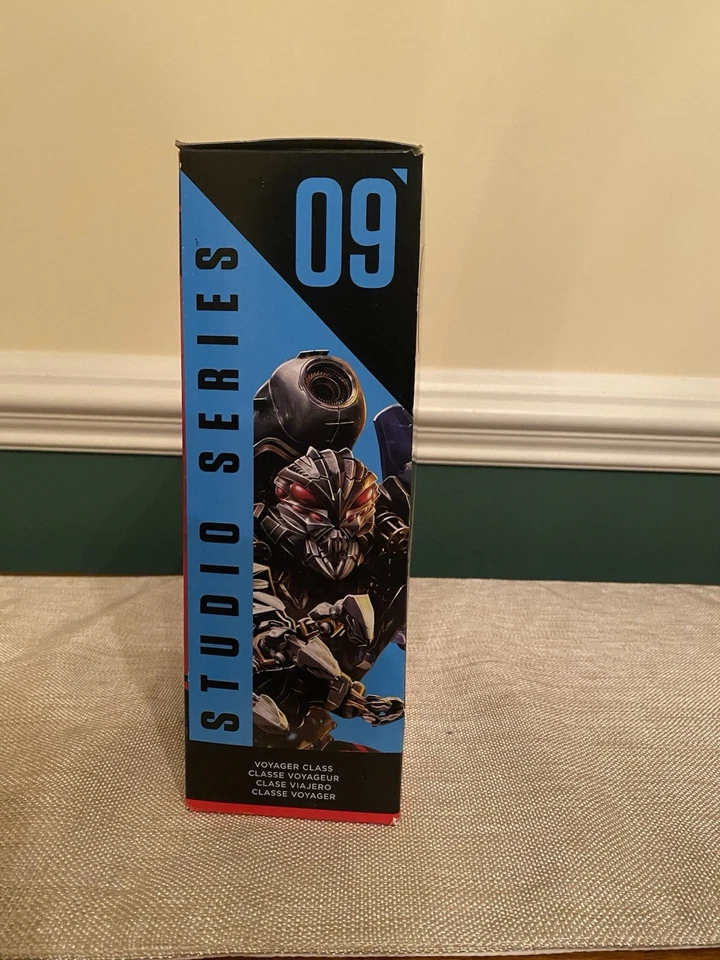 09
STUDIO SERIES
VOYAGER CLASS
CLASSE VOYAGEUR
CLASE VIAJERO
CLASSE VOYAGER